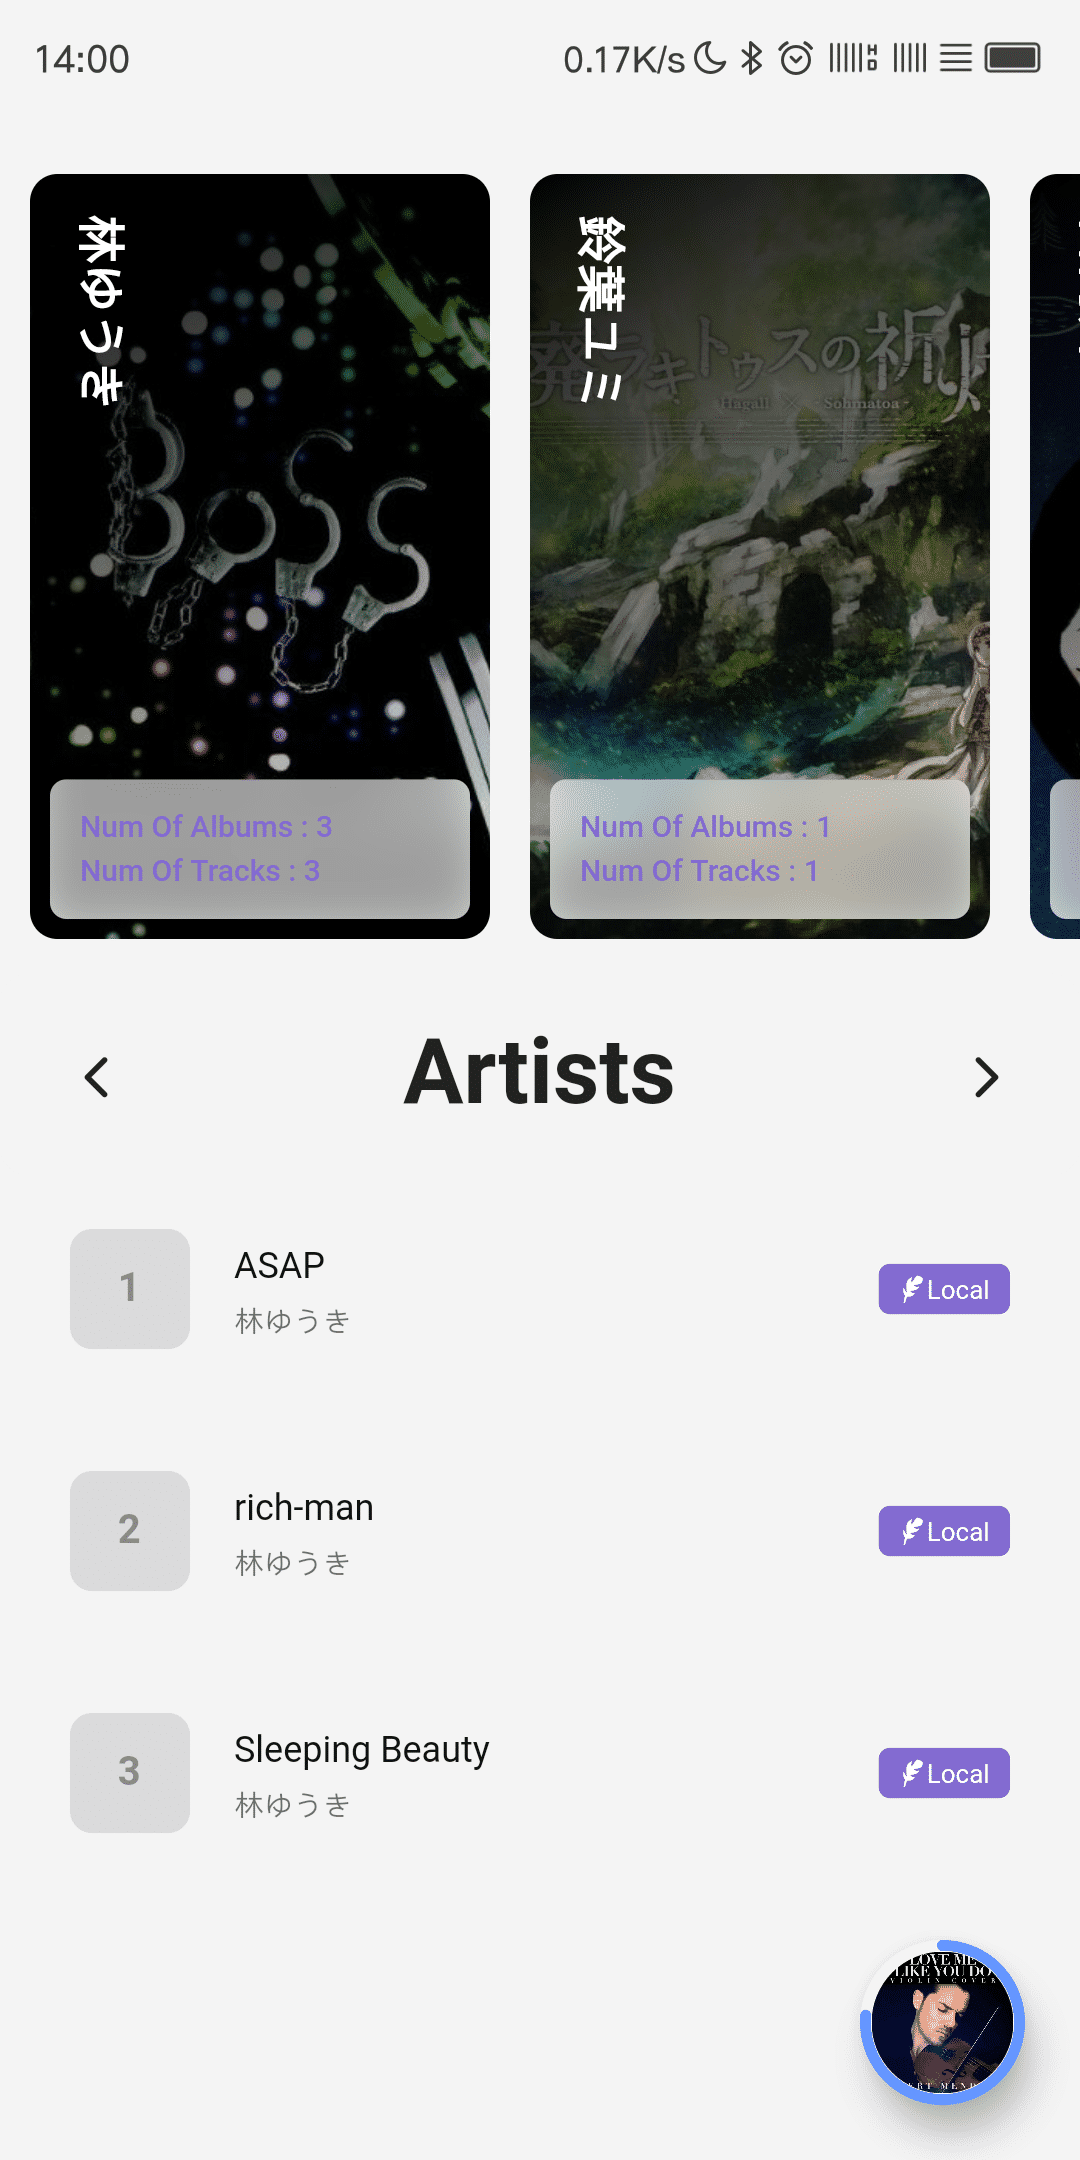 14:00
0.17K/s
HD
林ゆうき
BoSS
Num Of Albums : 3
Num Of Tracks : 3
鈴葉ユミ
発ラキトゥスの祈
Hagali × Sohmatoa -
Num Of Albums : 1
Num Of Tracks : 1
Artists
1
ASAP
林ゆうき
Local
2
rich-man
林ゆうき
Local
3
Sleeping Beauty
林ゆうき
Local
LOVE ME
LIKE YOU DO
VIOLIN COVER